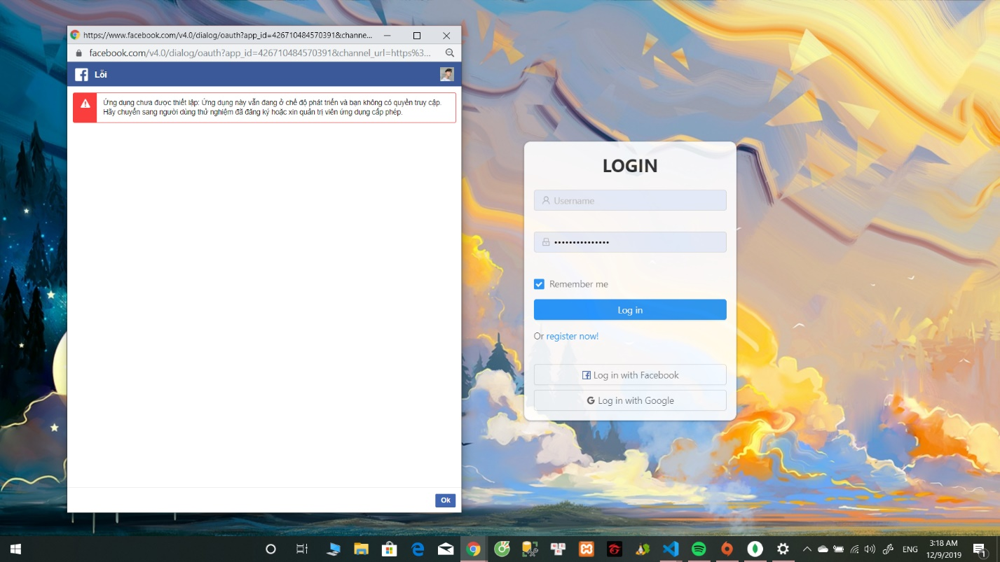 https://www.facebook.com/v4.0/dialog/oauth?app_id=426710484570391&channe...
facebook.com/v4.0/dialog/oauth?app_id=426710484570391&channel_url=https%3...
Lỗi
Ứng dụng chưa được thiết lập: Ứng dụng này vẫn đang ở chế độ phát triển và bạn không có quyền truy cập.
Hãy chuyển sang người dùng thử nghiệm đã đăng ký hoặc xin quản trị viên ứng dụng cấp phép.
Ok
LOGIN
Username
•••••••••••••••
Remember me
Log in
Or register now!
Log in with Facebook
Log in with Google
ENG
3:18 AM
12/9/2019
1